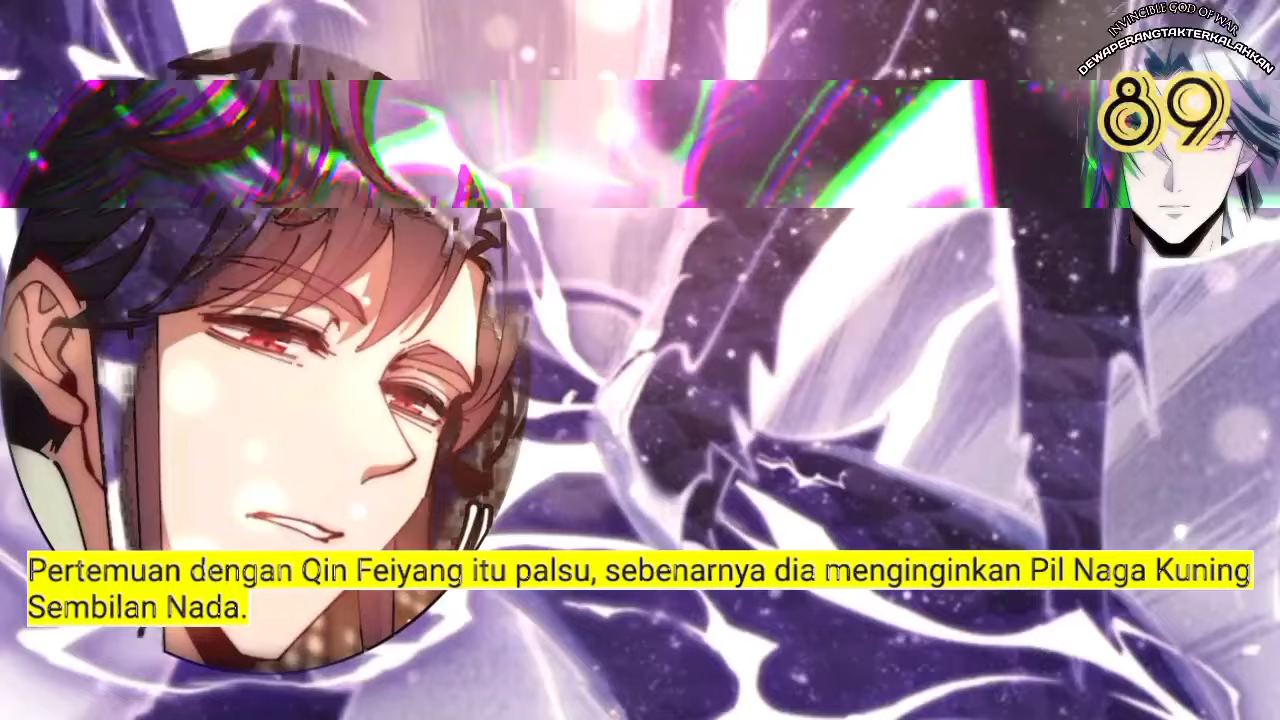 INVINCIBLE GOD OF WAR
DEWAPERANGTAKTERKALAHKAN
89
Pertemuan dengan Qin Feiyang itu palsu, sebenarnya dia menginginkan Pil Naga Kuning
Sembilan Nada.